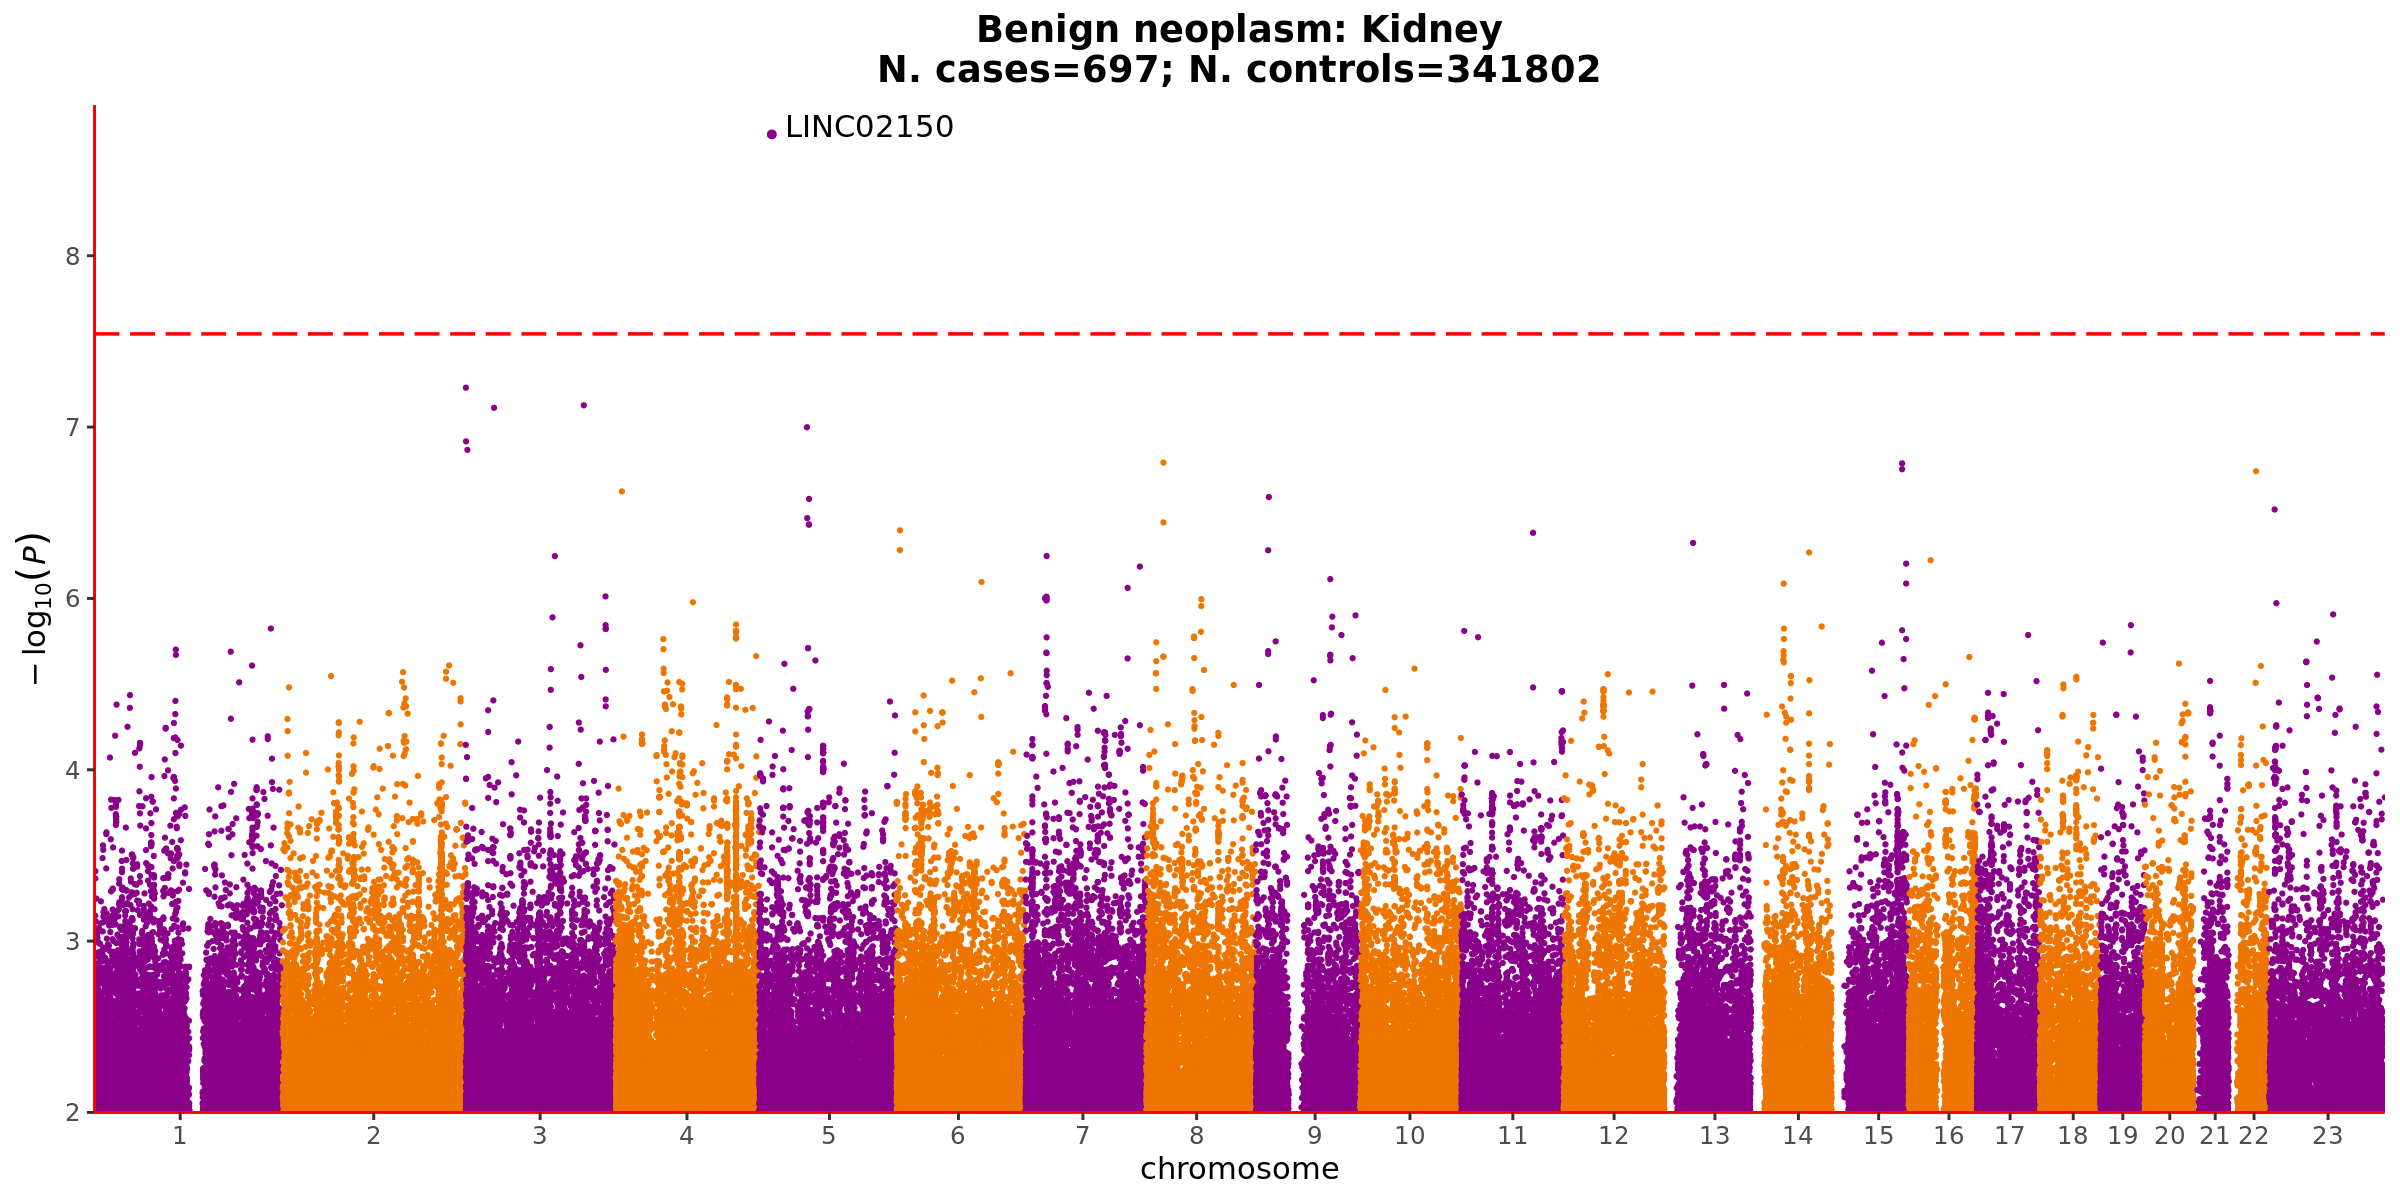 Benign neoplasm: Kidney
N. cases=697; N. controls=341802
LINC02150
8
7
6
4
3
2
−log₁₀(P)
1 2 3 4 5 6 7 8 9 10 11 12 13 14 15 16 17 18 19 20 21 22 23
chromosome